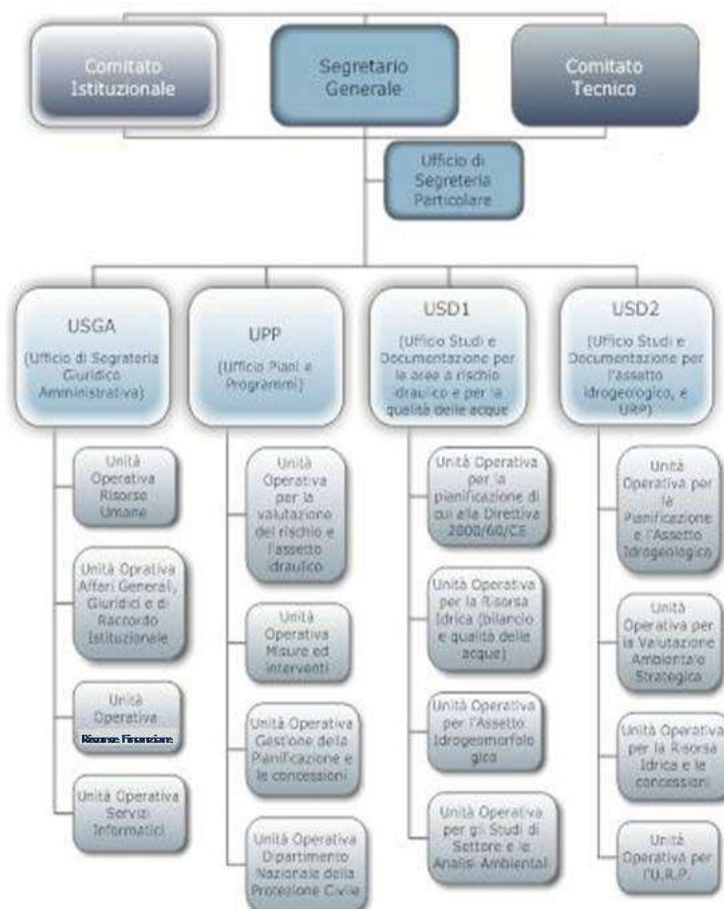 Comitato
Istituzionale
Segretario
Generale
Comitato
Tecnico
Ufficio di
Segreteria
Particolare
USGA
(Ufficio di Segrateria
Giuridico
Amministrativa)
Unità
Operativa
Risorse
Umane
Unità Oprativa
Affari Generali,
Giuridici e di
Raccordo
Istituzionale
Unità
Operativa
Risorse Finanziare
Unità Operativa
Servizi
Informatici
UPP
(Ufficio Piani e
Programmi)
Unità
Operativa
per la
valutazione
del rischio e
l'assetto
idraulico
Unità
Operativa
Misure ed
interventi
Unità Operativa
Gestione della
Pianificazione e
le concessioni
Unità Operativa
Dipartimento
Nazionale della
Protezione Civile
USD1
(Ufficio Studi e
Documentazione per
le aree a rischio
idraulico e per la
qualità delle acque
Unità Operativa
per la
pianificazione di
cui alla Direttiva
2000/60/CE
Unità Operativa
per la Risorsa
Idrica (bilancio
e qualità delle
acque)
Unità Operativa
per l'Assetto
Idrogeomorfolo
gico
Unità Operativa
per gli Studi di
Settore e le
Analisi Ambientali
USD2
(Ufficio Studi e
Documentazione per
l'assetto
idrogeologico, e
URP)
Unità
Operativa per
la
Pianificazione
e l'Assetto
Idrogeologico
Unità
Operativa per
la Valutazione
Ambientale
Strategica
Unità Operativa
per la Risorsa
Idrica e le
concessioni
Unità
Operativa per
l'U.R.P.